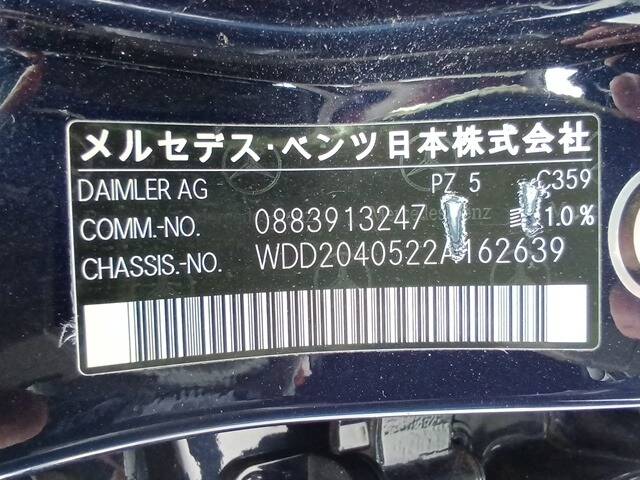 メルセデス・ベンツ日本株式会社
DAIMLER AG PZ 5 C359
COMM.-NO. 0883913247 1.0%
CHASSIS.-NO. WDD2040522A162639